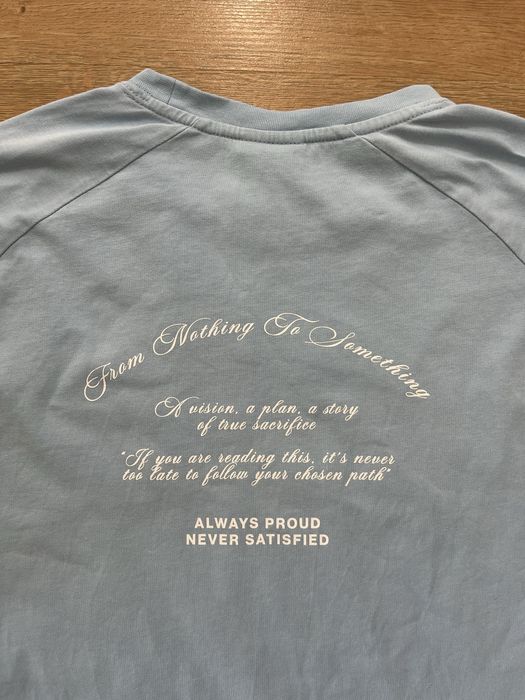 From Nothing To Something
A vision, a plan, a story
of true sacrifice
"If you are reading this, it's never
too late to follow your chosen path"
ALWAYS PROUD
NEVER SATISFIED